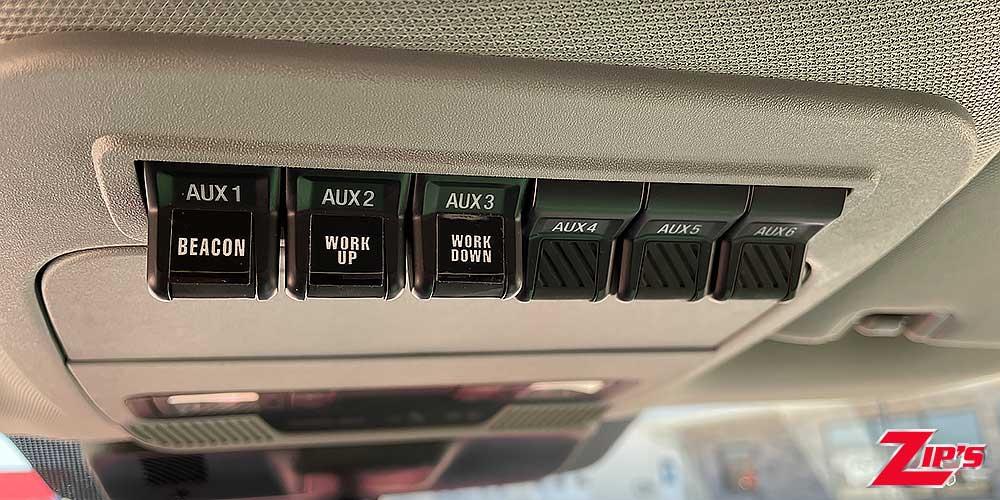 AUX 1
BEACON
AUX 2
WORK
UP
AUX 3
WORK
DOWN
AUX4
AUX5
AUX6
ZIP'S